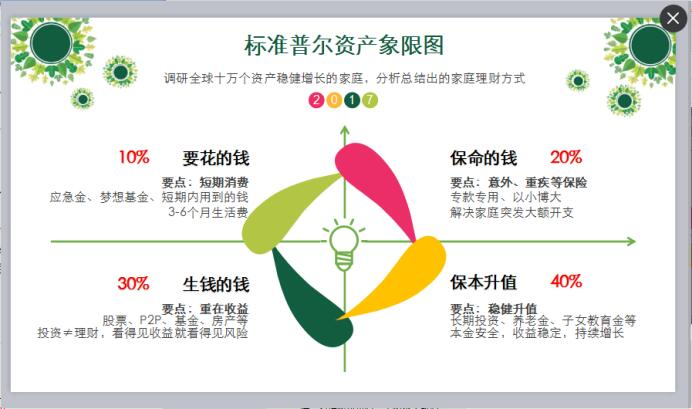 标准普尔资产象限图
调研全球十万个资产稳健增长的家庭，分析总结出的家庭理财方式
2017
10% 要花的钱
要点：短期消费
应急金、梦想基金、短期内用到的钱
3-6个月生活费
保命的钱 20%
要点：意外、重疾等保险
专款专用、以小博大
解决家庭突发大额开支
30% 生钱的钱
要点：重在收益
股票、P2P、基金、房产等
投资≠理财，看得见收益就看得见风险
保本升值 40%
要点：稳健升值
长期投资、养老金、子女教育金等
本金安全，收益稳定，持续增长